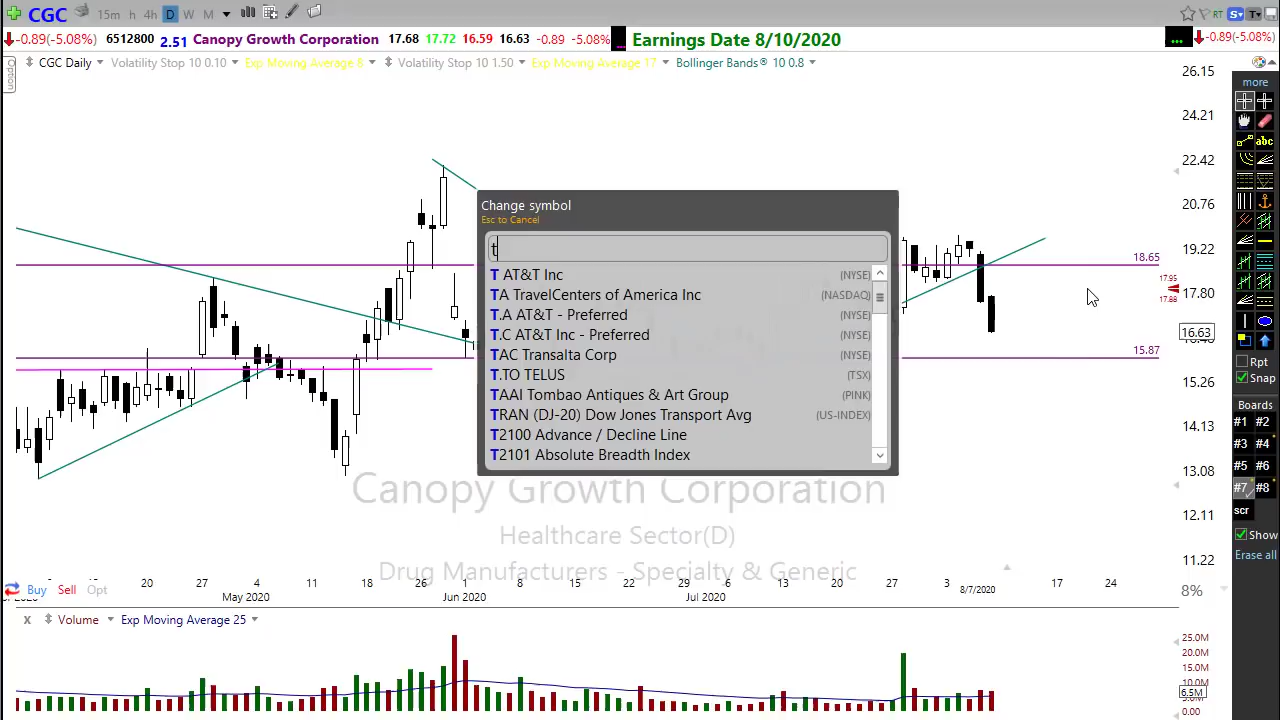 CGC 15m h 4h D W M RT S T
-0.89(-5.08%) 6512800 2.51 Canopy Growth Corporation 17.68 17.72 16.59 16.63 -0.89 -5.08% ... Earnings Date 8/10/2020 ... -0.89(-5.08%)
Option
CGC Daily Volatility Stop 10 0.10 Exp Moving Average 8 Volatility Stop 10 1.50 Exp Moving Average 17 Bollinger Bands® 10 0.8
26.15
24.21
22.42
20.76
19.22
18.65
17.95
17.80
17.88
16.63
15.87
15.26
14.13
13.08
12.11
11.22
Change symbol
Esc to Cancel
t
T AT&T Inc (NYSE)
TA TravelCenters of America Inc (NASDAQ)
T.A AT&T - Preferred (NYSE)
T.C AT&T Inc - Preferred (NYSE)
TAC Transalta Corp (NYSE)
T.TO TELUS (TSX)
TAAI Tombao Antiques & Art Group (PINK)
TRAN (DJ-20) Dow Jones Transport Avg (US-INDEX)
T2100 Advance / Decline Line
T2101 Absolute Breadth Index
Canopy Growth Corporation
Healthcare Sector(D)
Drug Manufacturers - Specialty & Generic
more
abc
Rpt
Snap
Boards
#1 #2
#3 #4
#5 #6
#7 #8
scr
Show
Erase all
20 27 4 11 18 26 1 8 15 22 29 6 13 20 27 3 17 24
May 2020 Jun 2020 Jul 2020 8/7/2020
Buy Sell Opt 8%
x Volume Exp Moving Average 25
25.0M
20.0M
15.0M
10.0M
6.5M
0.00